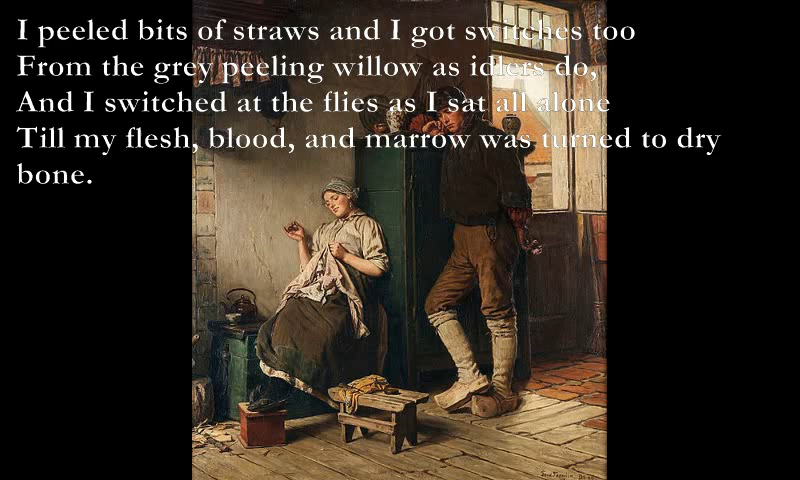 I peeled bits of straws and I got switches too
From the grey peeling willow as idlers do,
And I switched at the flies as I sat all alone
Till my flesh, blood, and marrow was turned to dry
bone.